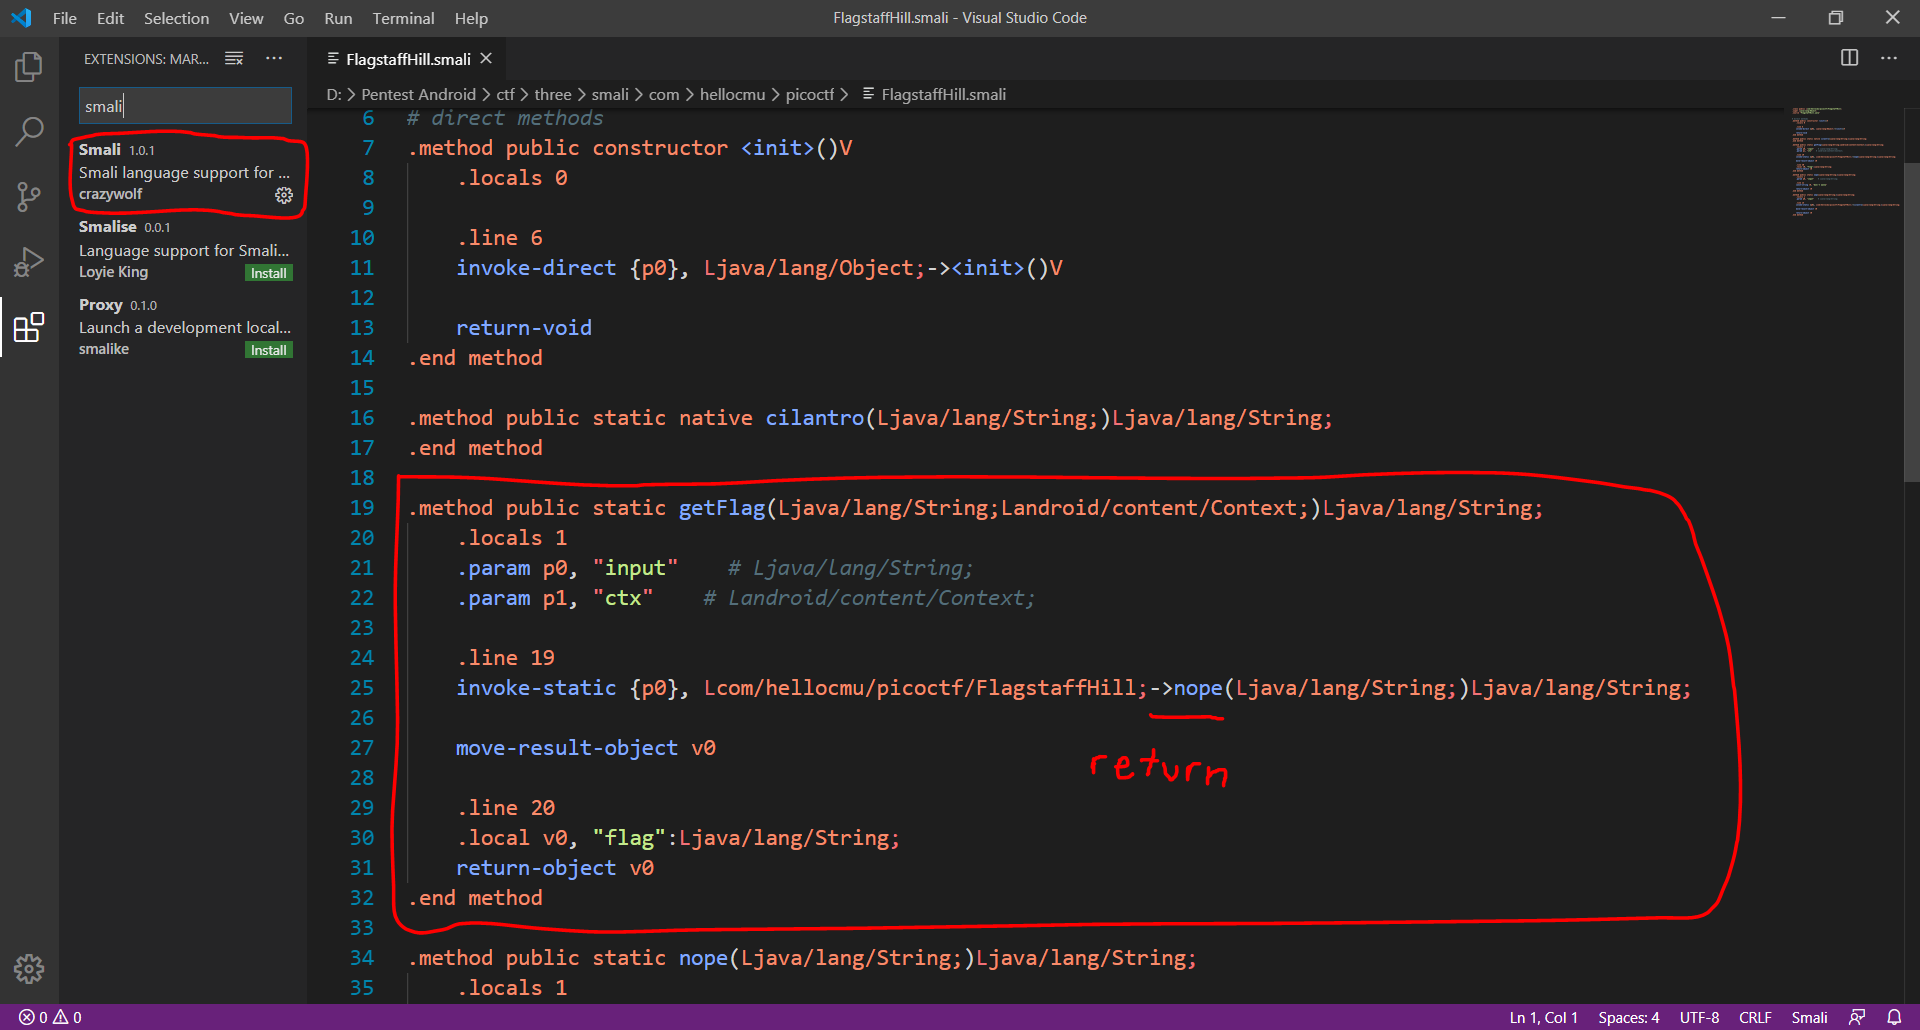 File Edit Selection View Go Run Terminal Help
FlagstaffHill.smali - Visual Studio Code
EXTENSIONS: MAR...
smali
Smali 1.0.1
Smali language support for ...
crazywolf
Smalise 0.0.1
Language support for Smali...
Loyie King
Install
Proxy 0.1.0
Launch a development local...
smalike
Install
FlagstaffHill.smali
D: > Pentest Android > ctf > three > smali > com > hellocmu > picoctf > FlagstaffHill.smali
6 # direct methods
7 .method public constructor <init>()V
8 .locals 0
9
10 .line 6
11 invoke-direct {p0}, Ljava/lang/Object;-><init>()V
12
13 return-void
14 .end method
15
16 .method public static native cilantro(Ljava/lang/String;)Ljava/lang/String;
17 .end method
18
19 .method public static getFlag(Ljava/lang/String;Landroid/content/Context;)Ljava/lang/String;
20 .locals 1
21 .param p0, "input" # Ljava/lang/String;
22 .param p1, "ctx" # Landroid/content/Context;
23
24 .line 19
25 invoke-static {p0}, Lcom/hellocmu/picoctf/FlagstaffHill;->nope(Ljava/lang/String;)Ljava/lang/String;
26
27 move-result-object v0
return
28
29 .line 20
30 .local v0, "flag":Ljava/lang/String;
31 return-object v0
32 .end method
33
34 .method public static nope(Ljava/lang/String;)Ljava/lang/String;
35 .locals 1
0 0
Ln 1, Col 1 Spaces: 4 UTF-8 CRLF Smali